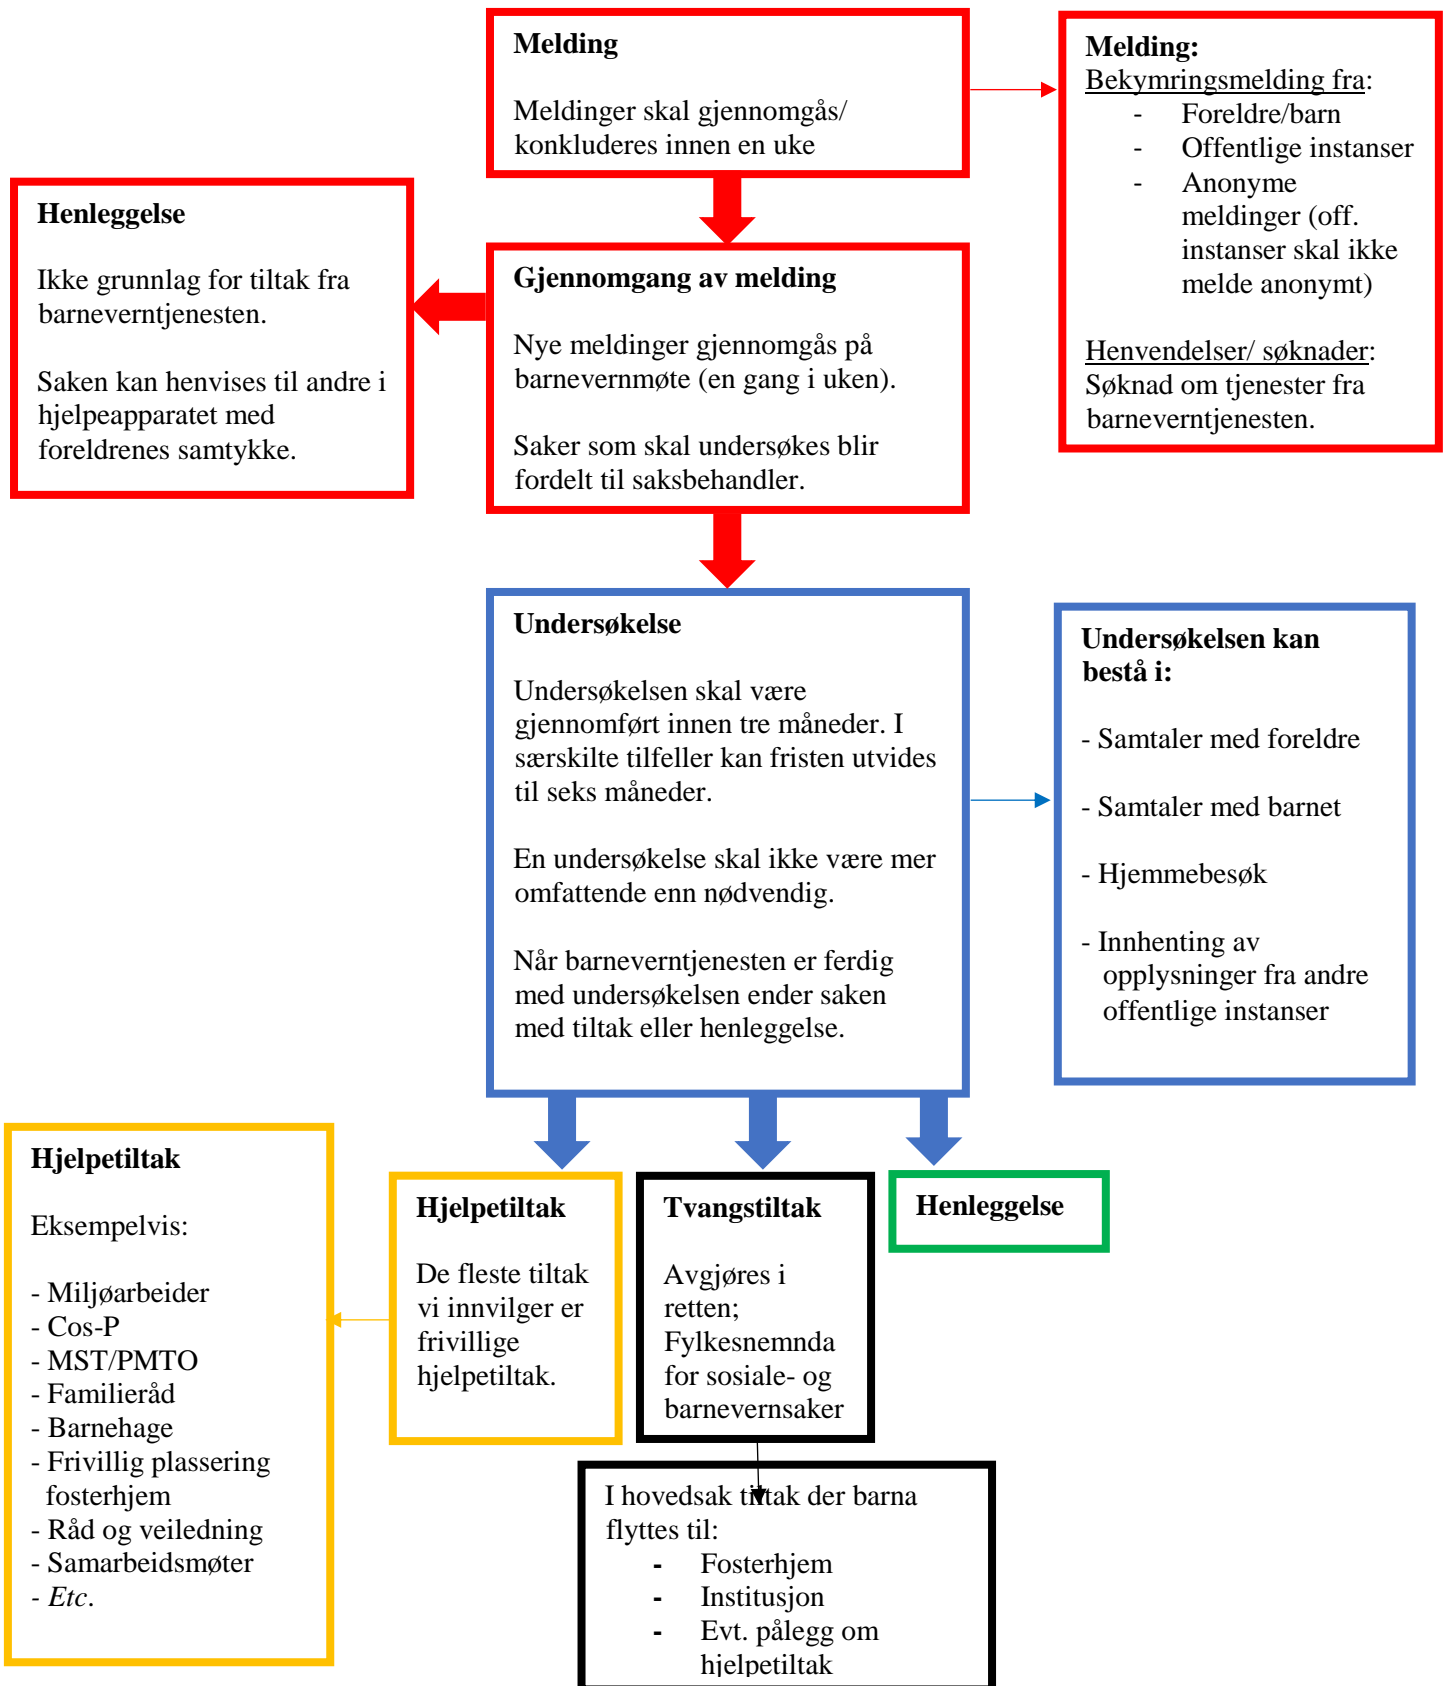 Melding
Meldinger skal gjennomgås/
konkluderes innen en uke
Melding:
Bekymringsmelding fra:
- Foreldre/barn
- Offentlige instanser
- Anonyme
meldinger (off.
instanser skal ikke
melde anonymt)
Henvendelser/ søknader:
Søknad om tjenester fra
barneverntjenesten.
Henleggelse
Ikke grunnlag for tiltak fra
barneverntjenesten.
Saken kan henvises til andre i
hjelpeapparatet med
foreldrenes samtykke.
Gjennomgang av melding
Nye meldinger gjennomgås på
barnevernmøte (en gang i uken).
Saker som skal undersøkes blir
fordelt til saksbehandler.
Undersøkelse
Undersøkelsen skal være
gjennomført innen tre måneder. I
særskilte tilfeller kan fristen utvides
til seks måneder.
En undersøkelse skal ikke være mer
omfattende enn nødvendig.
Når barneverntjenesten er ferdig
med undersøkelsen ender saken
med tiltak eller henleggelse.
Undersøkelsen kan
bestå i:
- Samtaler med foreldre
- Samtaler med barnet
- Hjemmebesøk
- Innhenting av
opplysninger fra andre
offentlige instanser
Hjelpetiltak
Eksempelvis:
- Miljøarbeider
- Cos-P
- MST/PMTO
- Familieråd
- Barnehage
- Frivillig plassering
fosterhjem
- Råd og veiledning
- Samarbeidsmøter
- Etc.
Hjelpetiltak
De fleste tiltak
vi innvilger er
frivillige
hjelpetiltak.
Tvangstiltak
Avgjøres i
retten;
Fylkesnemnda
for sosiale- og
barnevernsaker
Henleggelse
I hovedsak tiltak der barna
flyttes til:
- Fosterhjem
- Institusjon
- Evt. pålegg om
hjelpetiltak